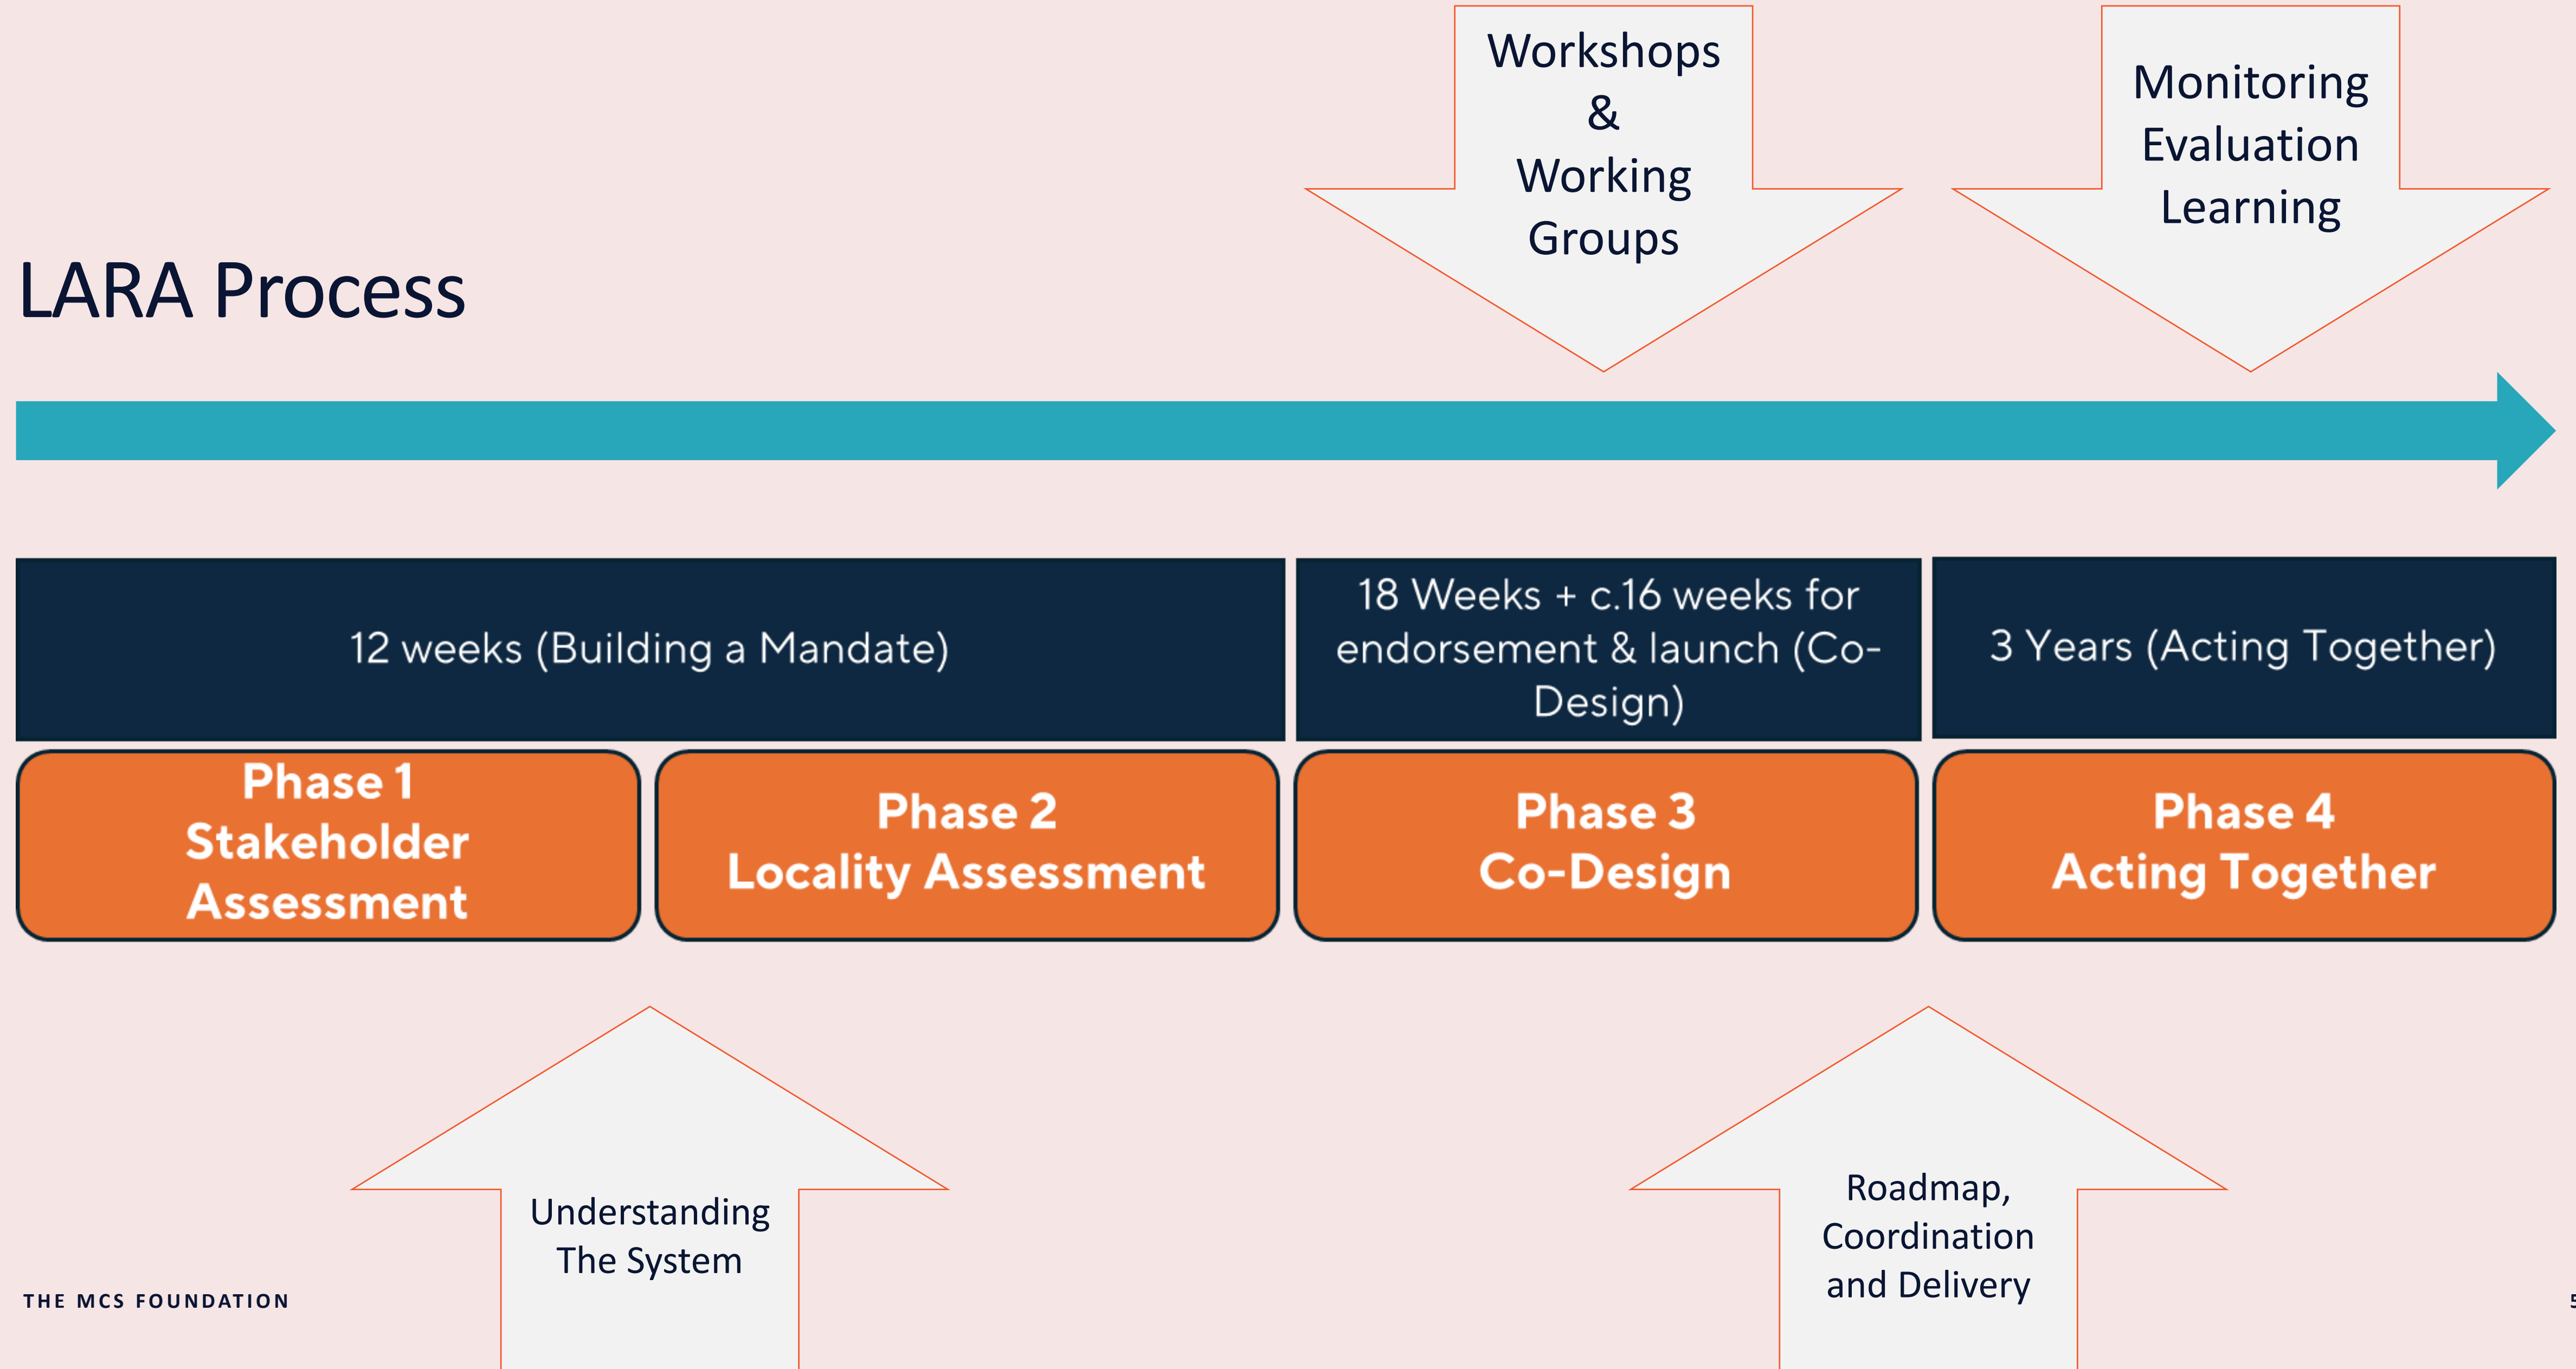 Workshops
&
Working
Groups
Monitoring
Evaluation
Learning
LARA Process
12 weeks (Building a Mandate)
18 Weeks + c.16 weeks for
endorsement & launch (Co-
Design)
3 Years (Acting Together)
Phase 1
Stakeholder
Assessment
Phase 2
Locality Assessment
Phase 3
Co-Design
Phase 4
Acting Together
Understanding
The System
Roadmap,
Coordination
and Delivery
THE MCS FOUNDATION